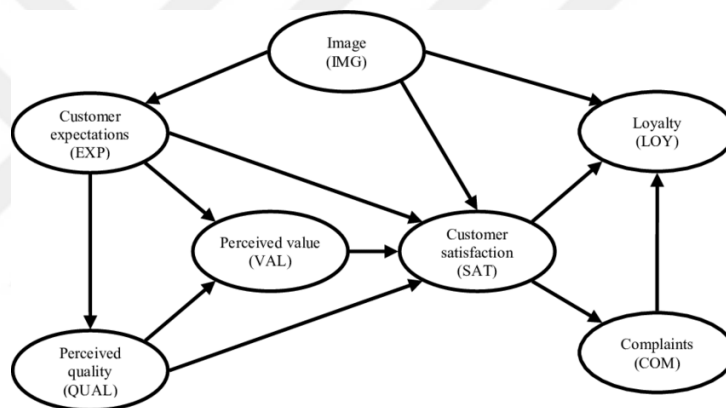 Image
(IMG)
Customer
expectations
(EXP)
Loyalty
(LOY)
Perceived value
(VAL)
Customer
satisfaction
(SAT)
Perceived
quality
(QUAL)
Complaints
(COM)